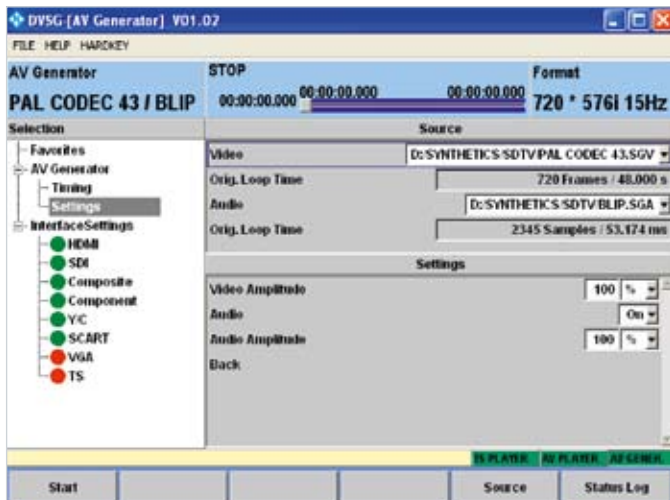 DVSG-[AV Generator] V01.02
FILE HELP HARDKEY
AV Generator
PAL CODEC 43 / BLIP
STOP
00:00:00.000 00:00:00.000 00:00:00.000
Format
720 * 576i 15Hz
Selection
Favorites
AV Generator
Timing
Settings
InterfaceSettings
HDMI
SDI
Composite
Component
Y/C
SCART
VGA
TS
Source
Video D:\SYNTHETICS\SDTV\PAL CODEC 43.SGV
Orig. Loop Time 720 Frames / 48.000 s
Audio D:\SYNTHETICS\SDTV\BLIP.SGA
Orig. Loop Time 2345 Samples / 53.174 ms
Settings
Video Amplitude 100 %
Audio On
Audio Amplitude 100 %
Back
TS PLAYER AV PLAYER AV GENER.
Start Source Status Log